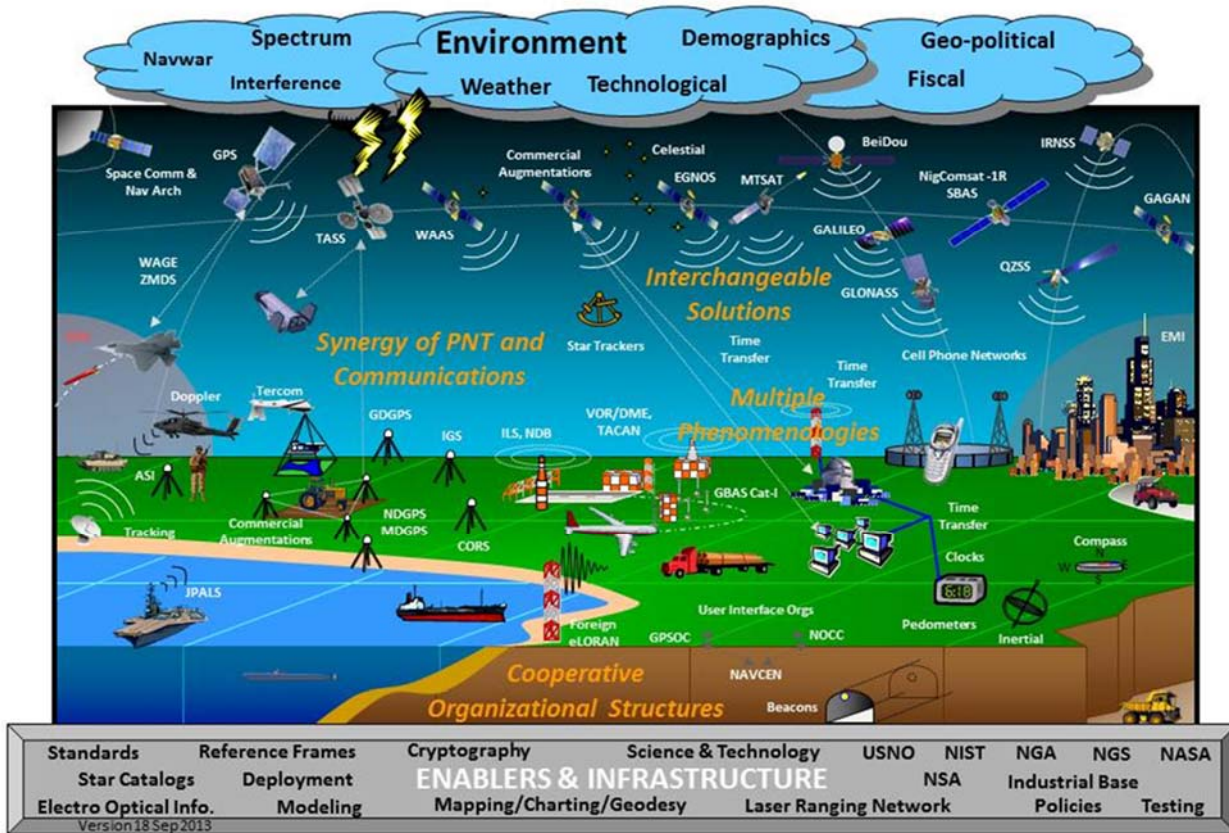 Navwar
Spectrum
Interference
Environment
Weather
Technological
Demographics
Geo-political
Fiscal
Space Comm &
Nav Arch
GPS
TASS
WAAS
Commercial
Augmentations
Celestial
EGNOS
MTSAT
BeiDou
NigComsat -1R
SBAS
IRNSS
GAGAN
GALILEO
GLONASS
QZSS
WAGE
ZMDS
Interchangeable
Solutions
Star Trackers
Synergy of PNT and
Communications
Time
Transfer
Time
Transfer
Cell Phone Networks
EMI
Multiple
Phenomenologies
Doppler
Tercom
GDGPS
IGS
ILS, NDB
VOR/DME,
TACAN
ASI
GBAS Cat-I
Tracking
Commercial
Augmentations
NDGPS
MDGPS
CORS
Time
Transfer
Clocks
6:18
Compass
N
W
E
S
JPALS
Foreign
eLORAN
User Interface Orgs
GPSOC
NOCC
NAVCEN
Pedometers
Inertial
Cooperative
Organizational Structures
Beacons
Standards
Reference Frames
Cryptography
Science & Technology
USNO
NIST
NGA
NGS
NASA
Star Catalogs
Deployment
ENABLERS & INFRASTRUCTURE
NSA
Industrial Base
Electro Optical Info.
Modeling
Mapping/Charting/Geodesy
Laser Ranging Network
Policies
Testing
Version 18 Sep 2013